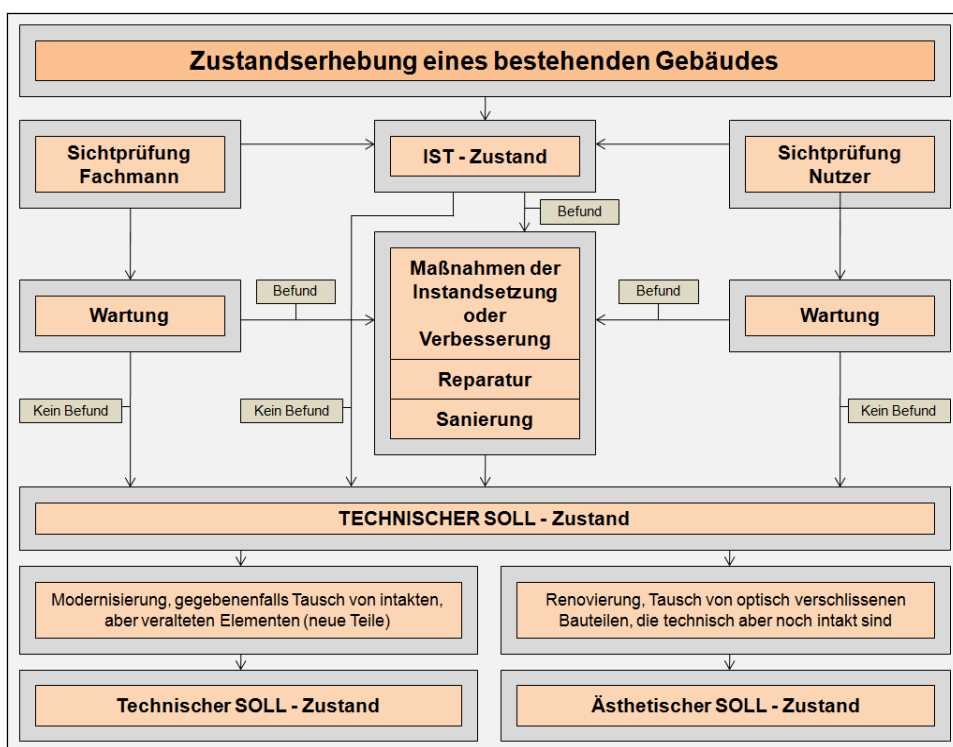 Zustandserhebung eines bestehenden Gebäudes
Sichtprüfung
Fachmann
IST - Zustand
Sichtprüfung
Nutzer
Befund
Maßnahmen der
Instandsetzung
oder
Verbesserung
Reparatur
Sanierung
Wartung
Befund
Befund
Wartung
Kein Befund
Kein Befund
Kein Befund
TECHNISCHER SOLL - Zustand
Modernisierung, gegebenenfalls Tausch von intakten,
aber veralteten Elementen (neue Teile)
Renovierung, Tausch von optisch verschlissenen
Bauteilen, die technisch aber noch intakt sind
Technischer SOLL - Zustand
Ästhetischer SOLL - Zustand